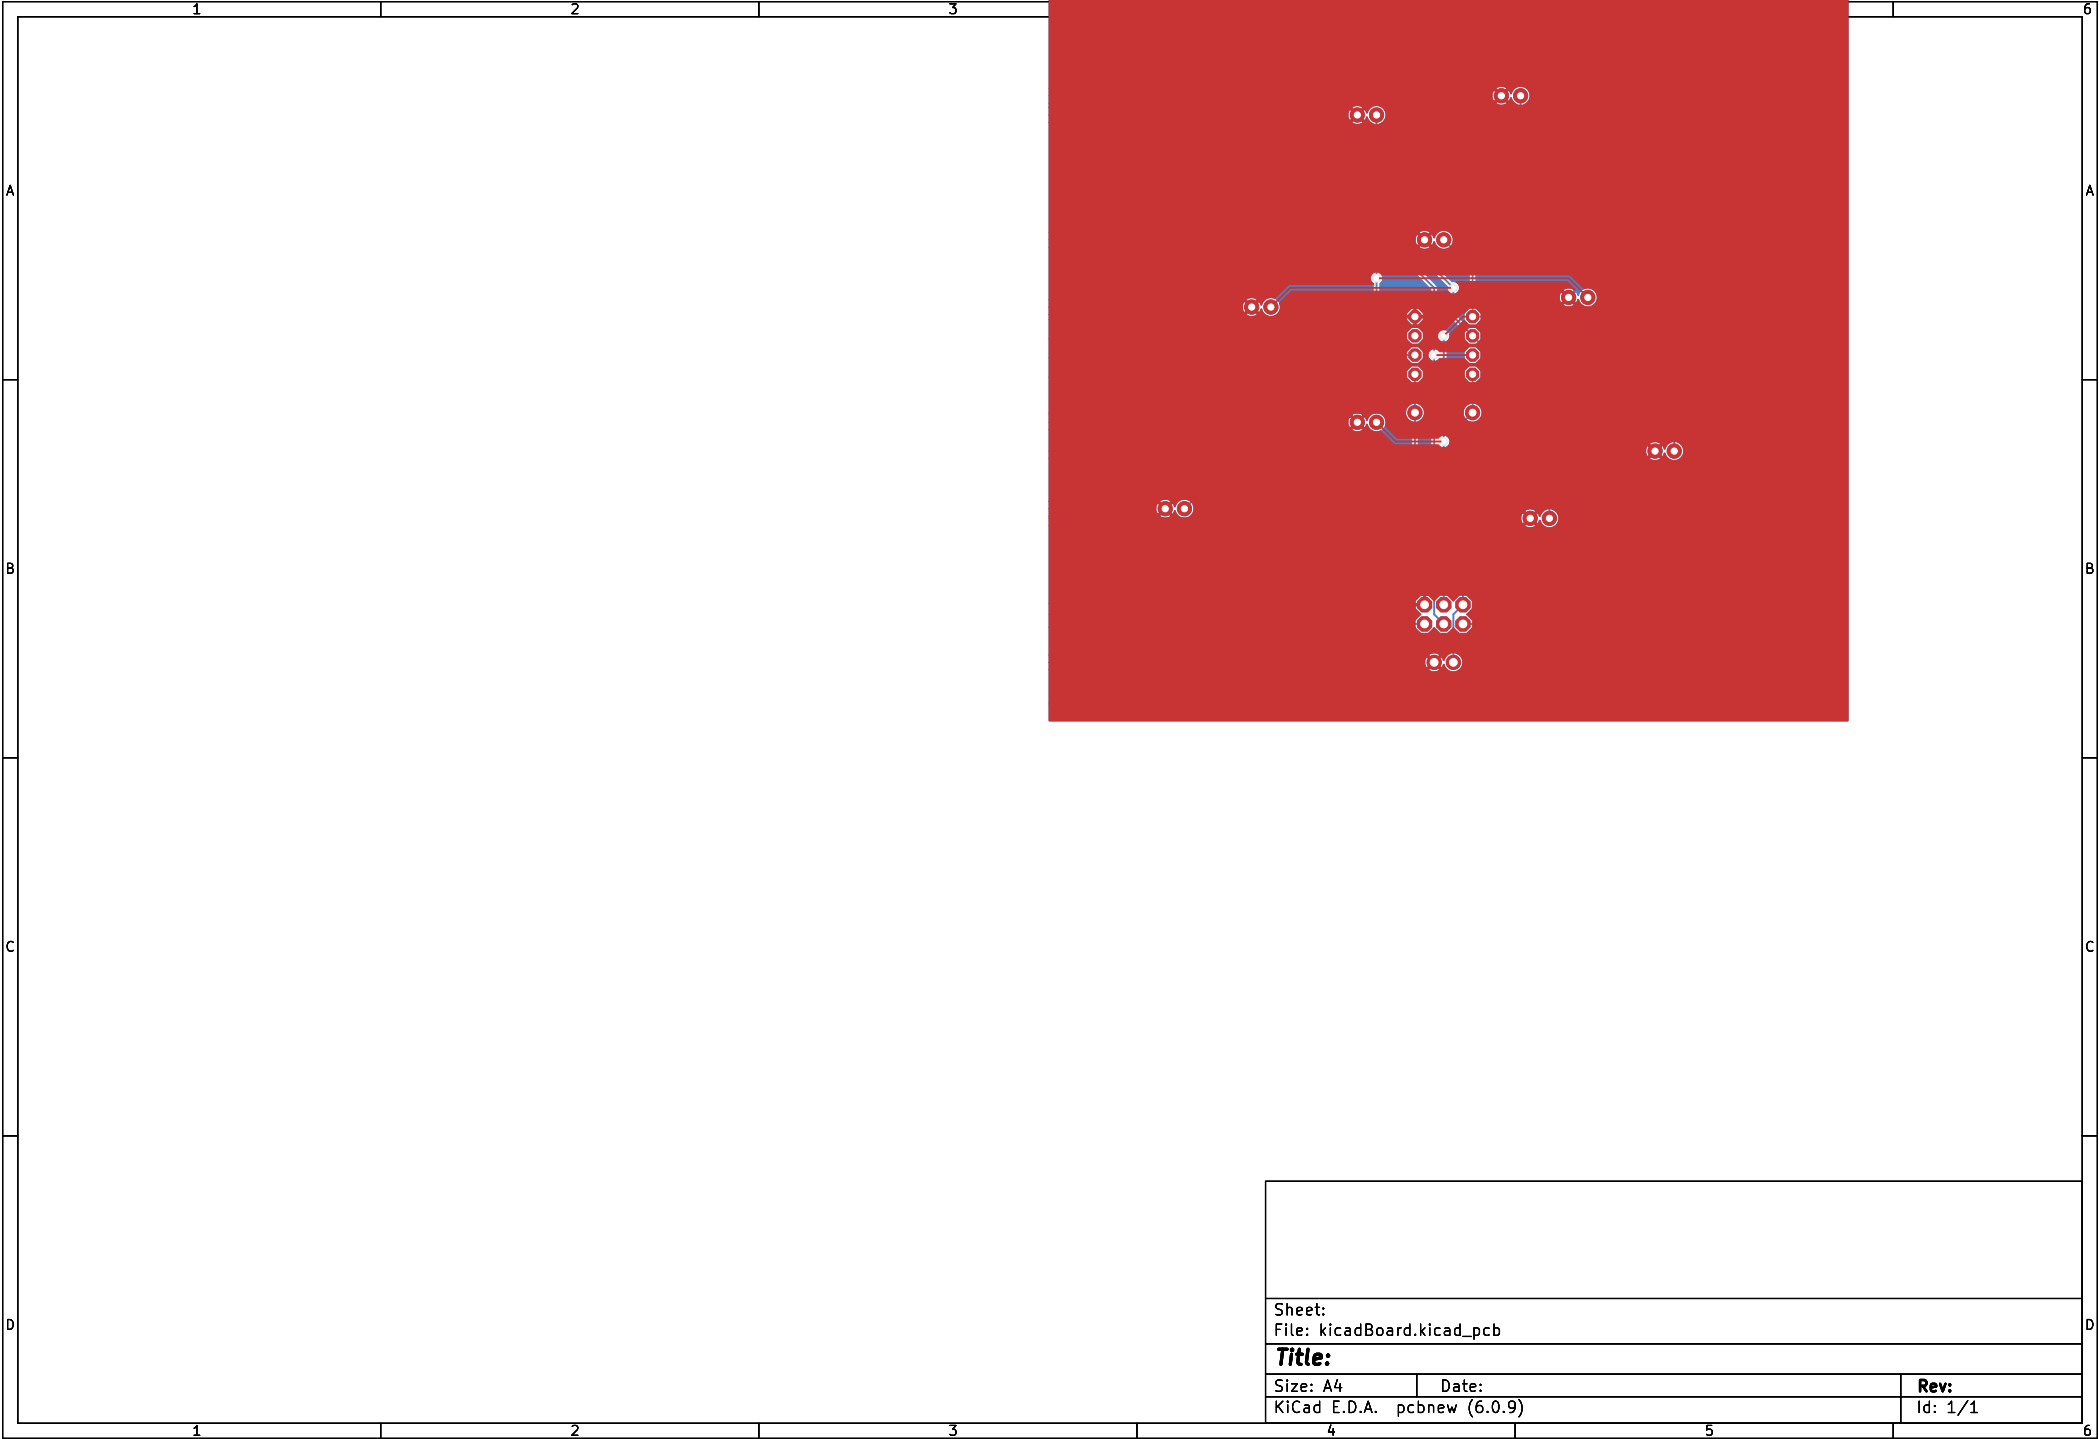 1 2 3 6
A A
B B
C C
Sheet:
File: kicadBoard.kicad_pcb
D D
Title:
Size: A4 Date: Rev:
KiCad E.D.A. pcbnew (6.0.9) Id: 1/1
1 2 3 4 5 6